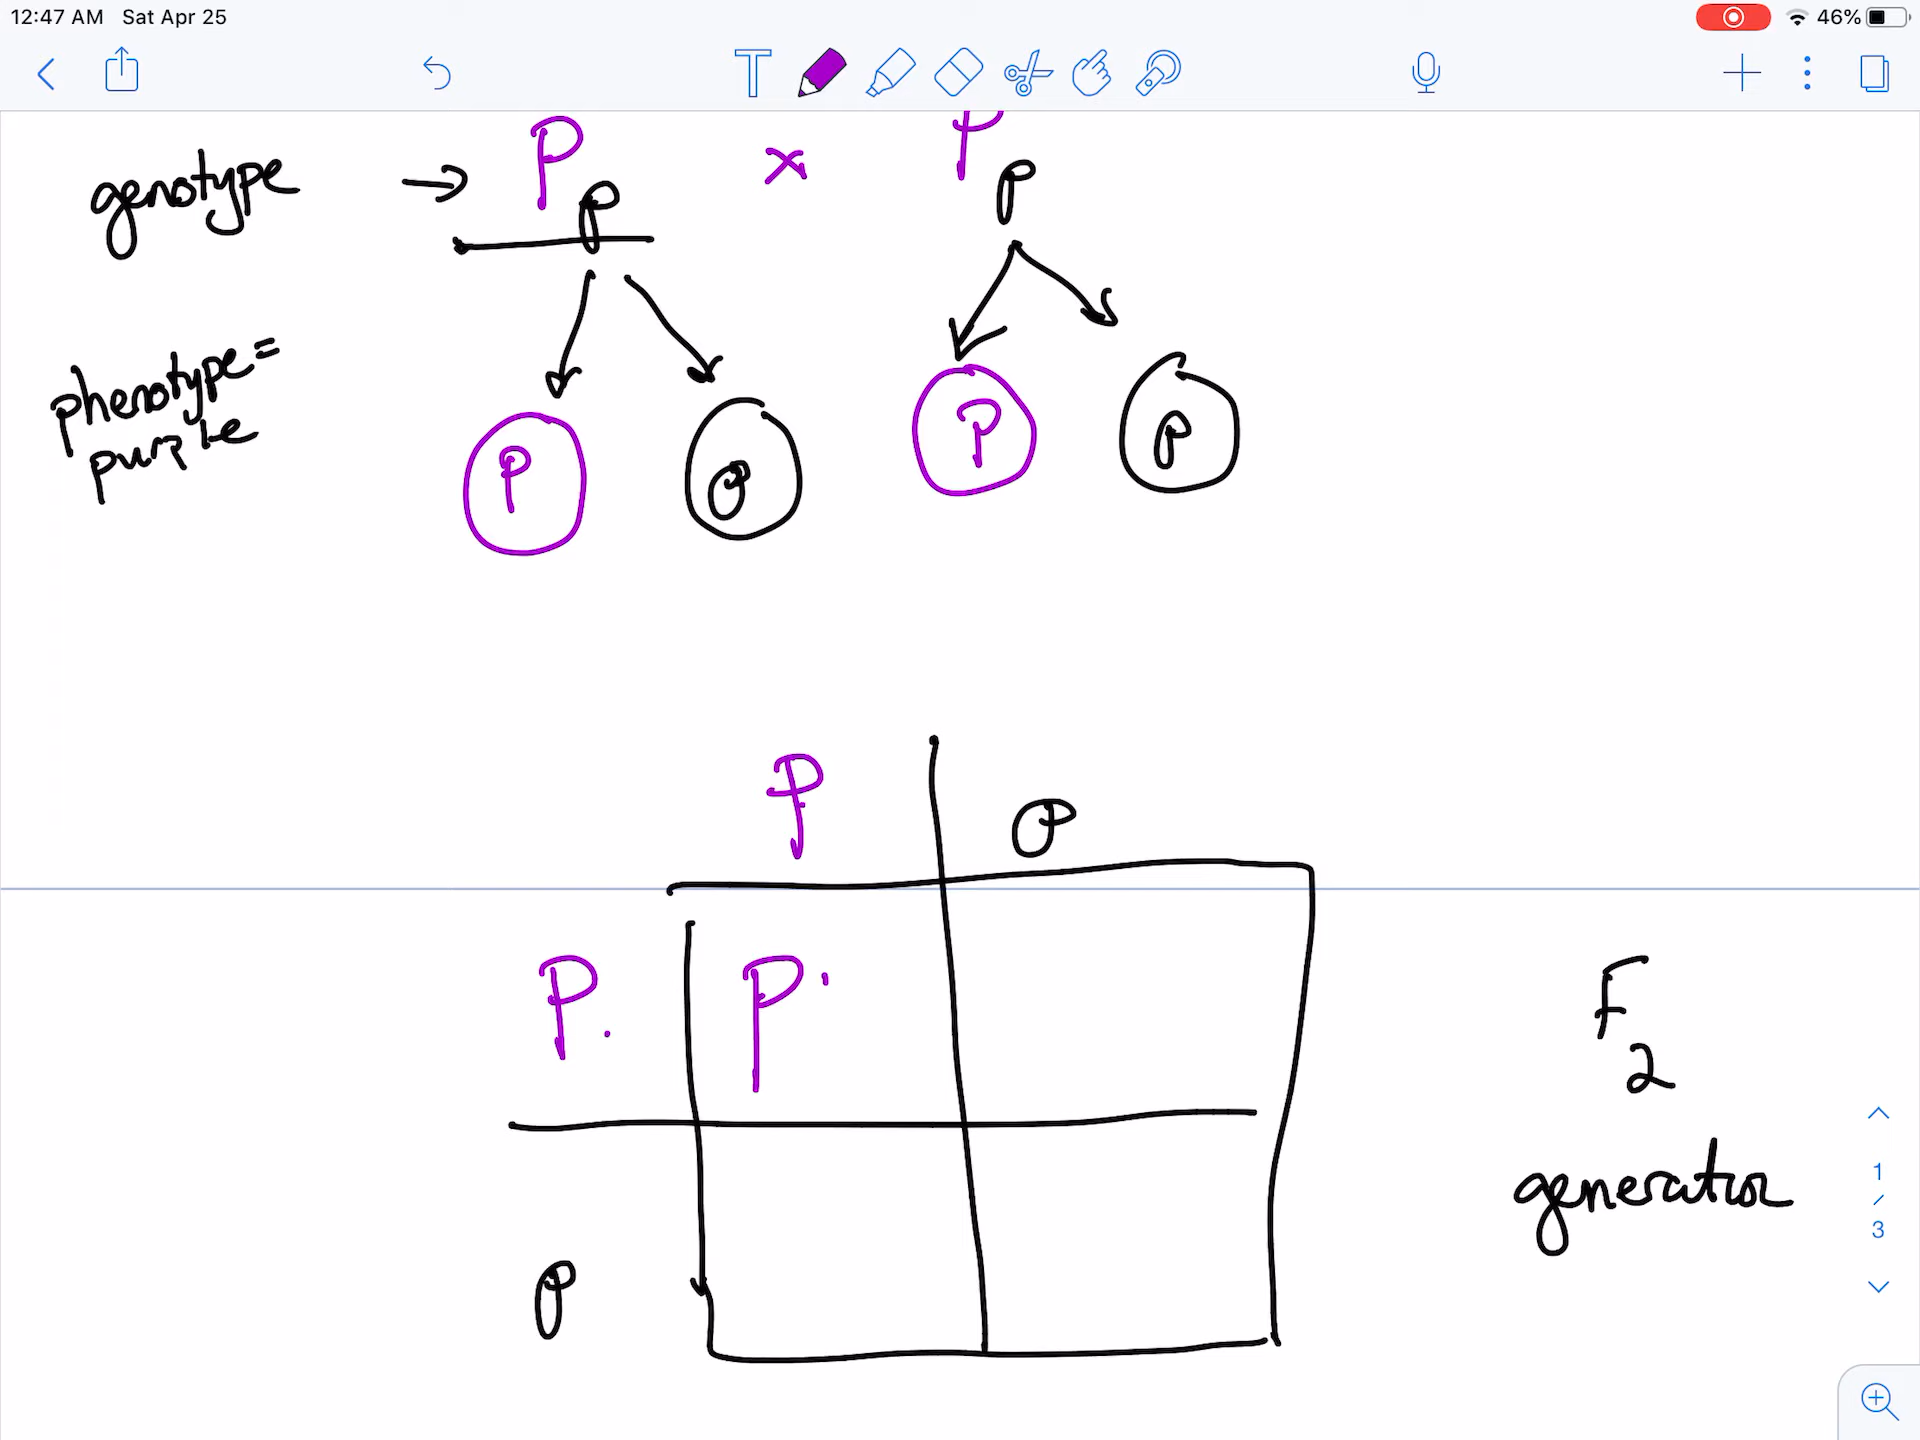 12:47 AM Sat Apr 25
46%
T
genotype → P p × P p
phenotype =
purple
P p P p
P p
P. P
F2
generation
p
1
/
3